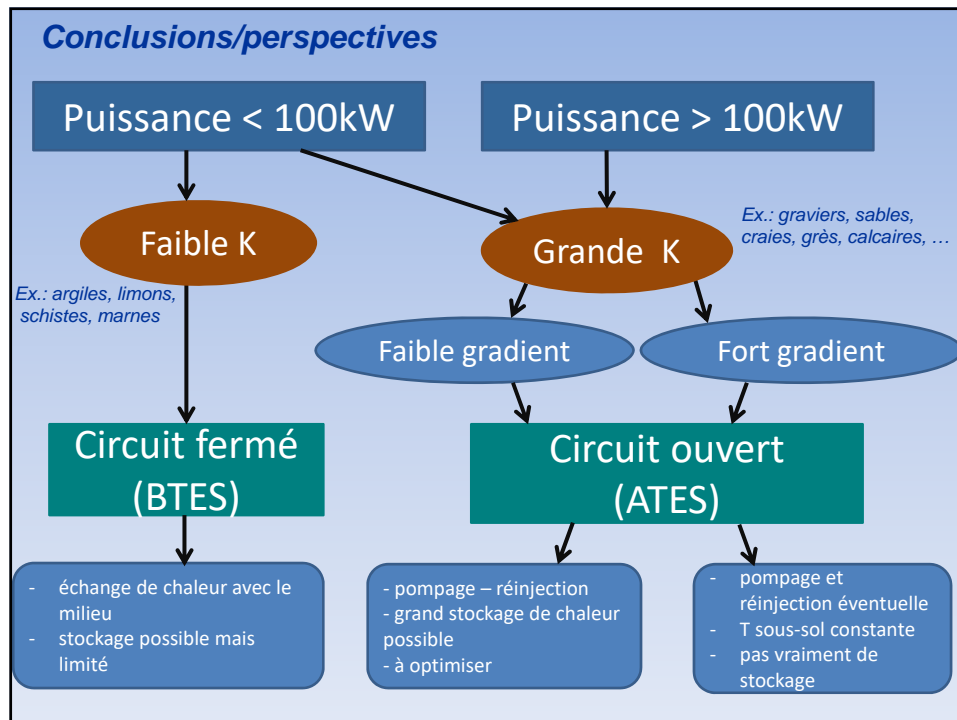 Conclusions/perspectives
Puissance < 100kW
Puissance > 100kW
Faible K
Grande K
Ex.: graviers, sables,
craies, grès, calcaires, …
Ex.: argiles, limons,
schistes, marnes
Faible gradient
Fort gradient
Circuit fermé
(BTES)
Circuit ouvert
(ATES)
- échange de chaleur avec le
milieu
- stockage possible mais
limité
- pompage – réinjection
- grand stockage de chaleur
possible
- à optimiser
- pompage et
réinjection éventuelle
- T sous-sol constante
- pas vraiment de
stockage